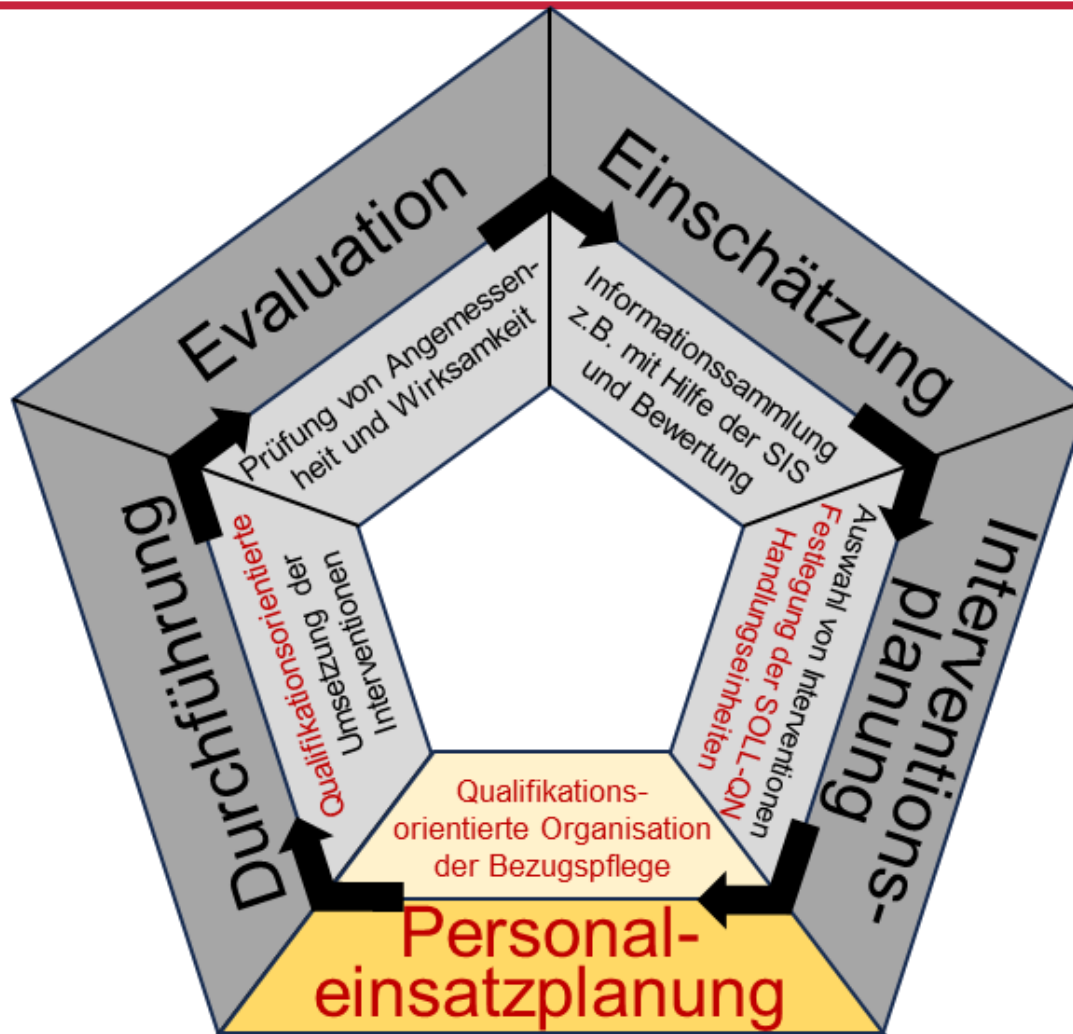 Einschätzung
Informationssammlung
z.B. mit Hilfe der SIS
und Bewertung
Interventions-
planung
Auswahl von Interventionen
Festlegung der SOLL-QN
Handlungseinheiten
Qualifikations-
orientierte Organisation
der Bezugspflege
Personal-
einsatzplanung
Durchführung
Qualifikationsorientierte
Umsetzung der
Interventionen
Evaluation
Prüfung von Angemessen-
heit und Wirksamkeit